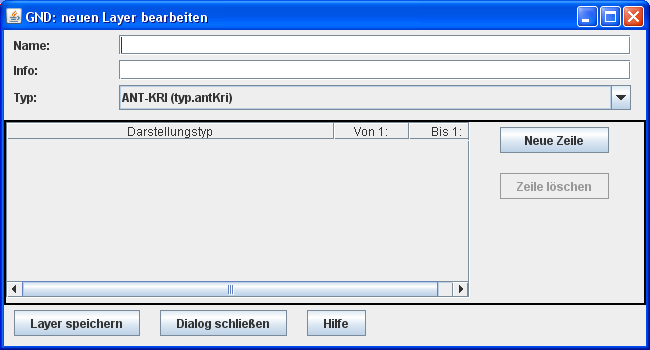 GND: neuen Layer bearbeiten
Name:
Info:
Typ: ANT-KRI (typ.antKri)
Darstellungstyp Von 1: Bis 1:
Neue Zeile
Zeile löschen
Layer speichern Dialog schließen Hilfe